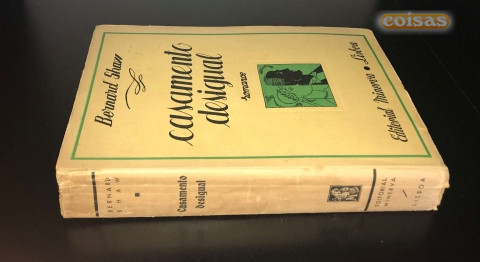 coisas
Bernard Shaw
casamento
desigual
romance
Editorial Minerva • Lisboa
BERNARD
SHAW
Casamento
desigual
EDITORIAL
MINERVA
LISBOA